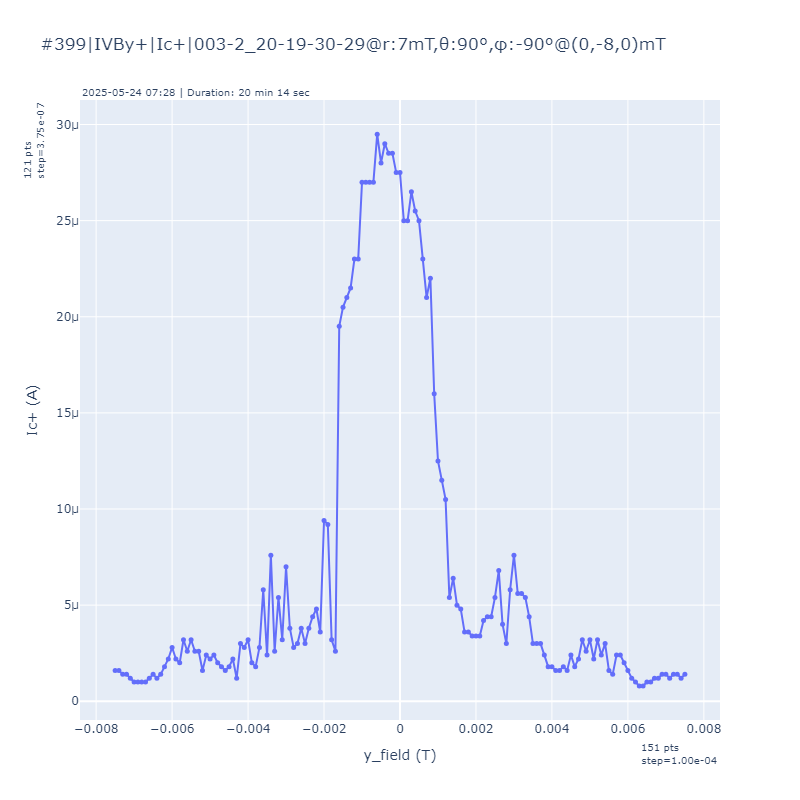 #399|IVBy+|Ic+|003-2_20-19-30-29@r:7mT,θ:90º,φ:-90º@(0,-8,0)mT
2025-05-24 07:28 | Duration: 20 min 14 sec
121 pts
step=3.75e-07
30μ
25μ
20μ
15μ
10μ
5μ
0
Ic+ (A)
−0.008 −0.006 −0.004 −0.002 0 0.002 0.004 0.006 0.008
y_field (T)
151 pts
step=1.00e-04